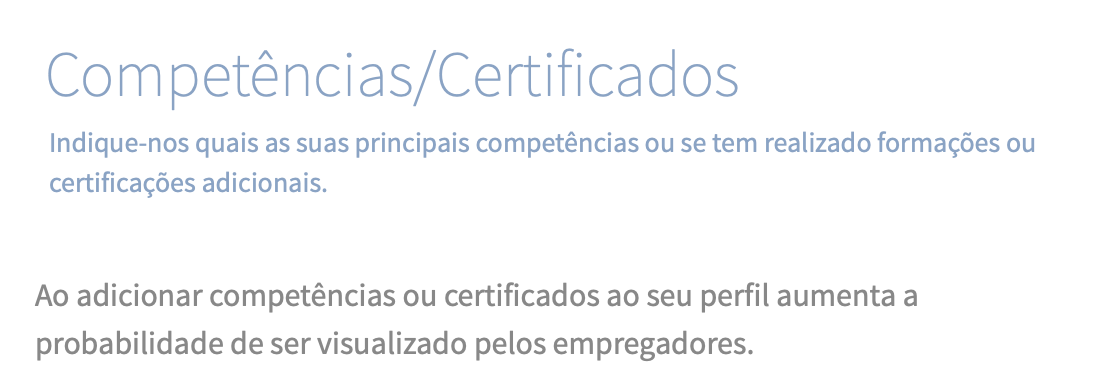 Competências/Certificados
Indique-nos quais as suas principais competências ou se tem realizado formações ou
certificações adicionais.
Ao adicionar competências ou certificados ao seu perfil aumenta a
probabilidade de ser visualizado pelos empregadores.